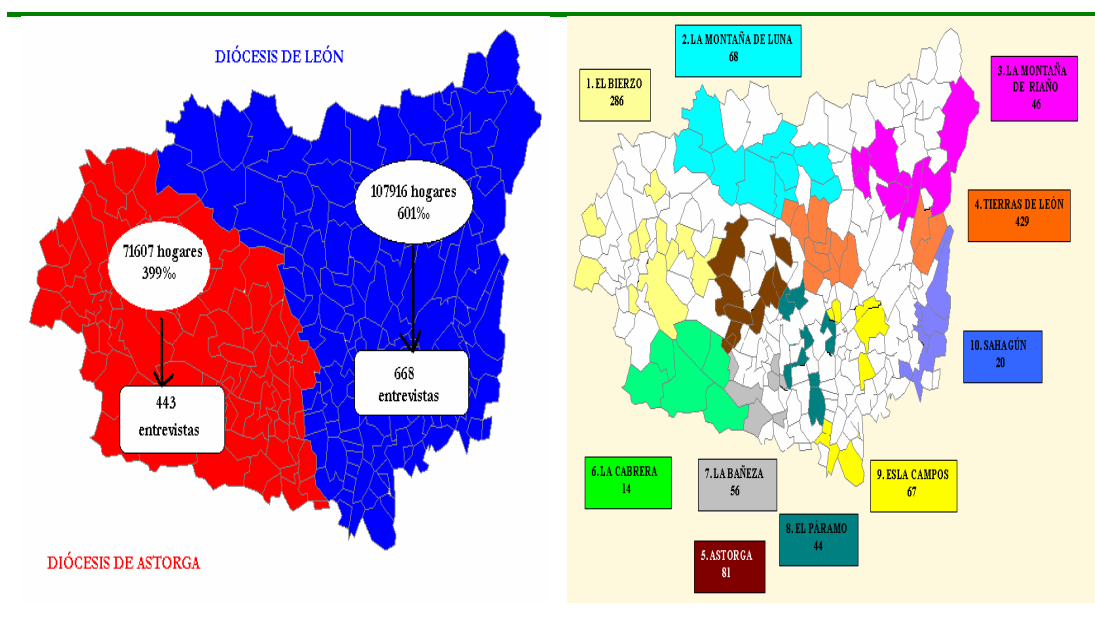 DIÓCESIS DE LEÓN
107916 hogares
601‰
71607 hogares
399‰
668
entrevistas
443
entrevistas
DIÓCESIS DE ASTORGA
2. LA MONTAÑA DE LUNA
68
1. EL BIERZO
286
3. LA MONTAÑA
DE RIAÑO
46
4. TIERRAS DE LEÓN
429
10. SAHAGÚN
20
6. LA CABRERA
14
7. LA BAÑEZA
56
9. ESLA CAMPOS
67
8. EL PÁRAMO
44
5. ASTORGA
81